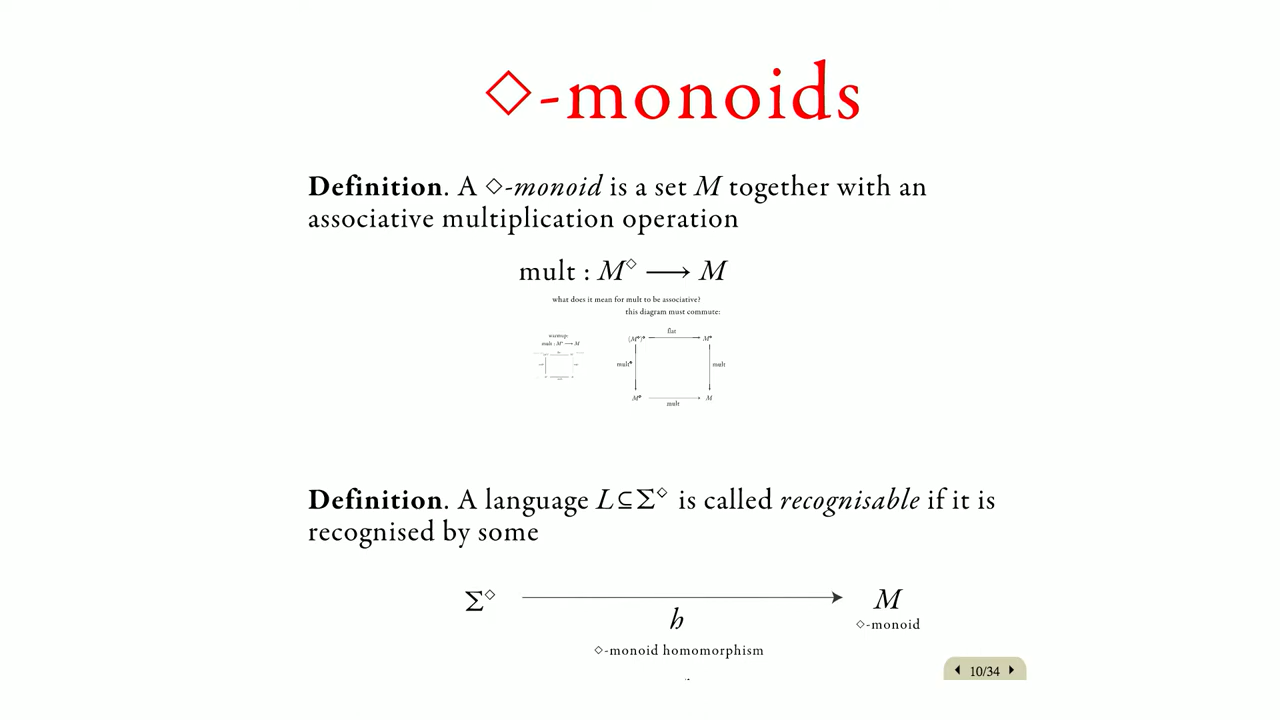 ◇-monoids
Definition. A ◇-monoid is a set M together with an
associative multiplication operation
mult : M◇ ⟶ M
what does it mean for mult to be associative?
this diagram must commute:
warmup
mult : M* ⟶ M
flat
(M◇)◇ M◇
mult◇ mult
M◇ M
mult
Definition. A language L⊆Σ◇ is called recognisable if it is
recognised by some
Σ◇ M
h ◇-monoid
◇-monoid homomorphism
10/34